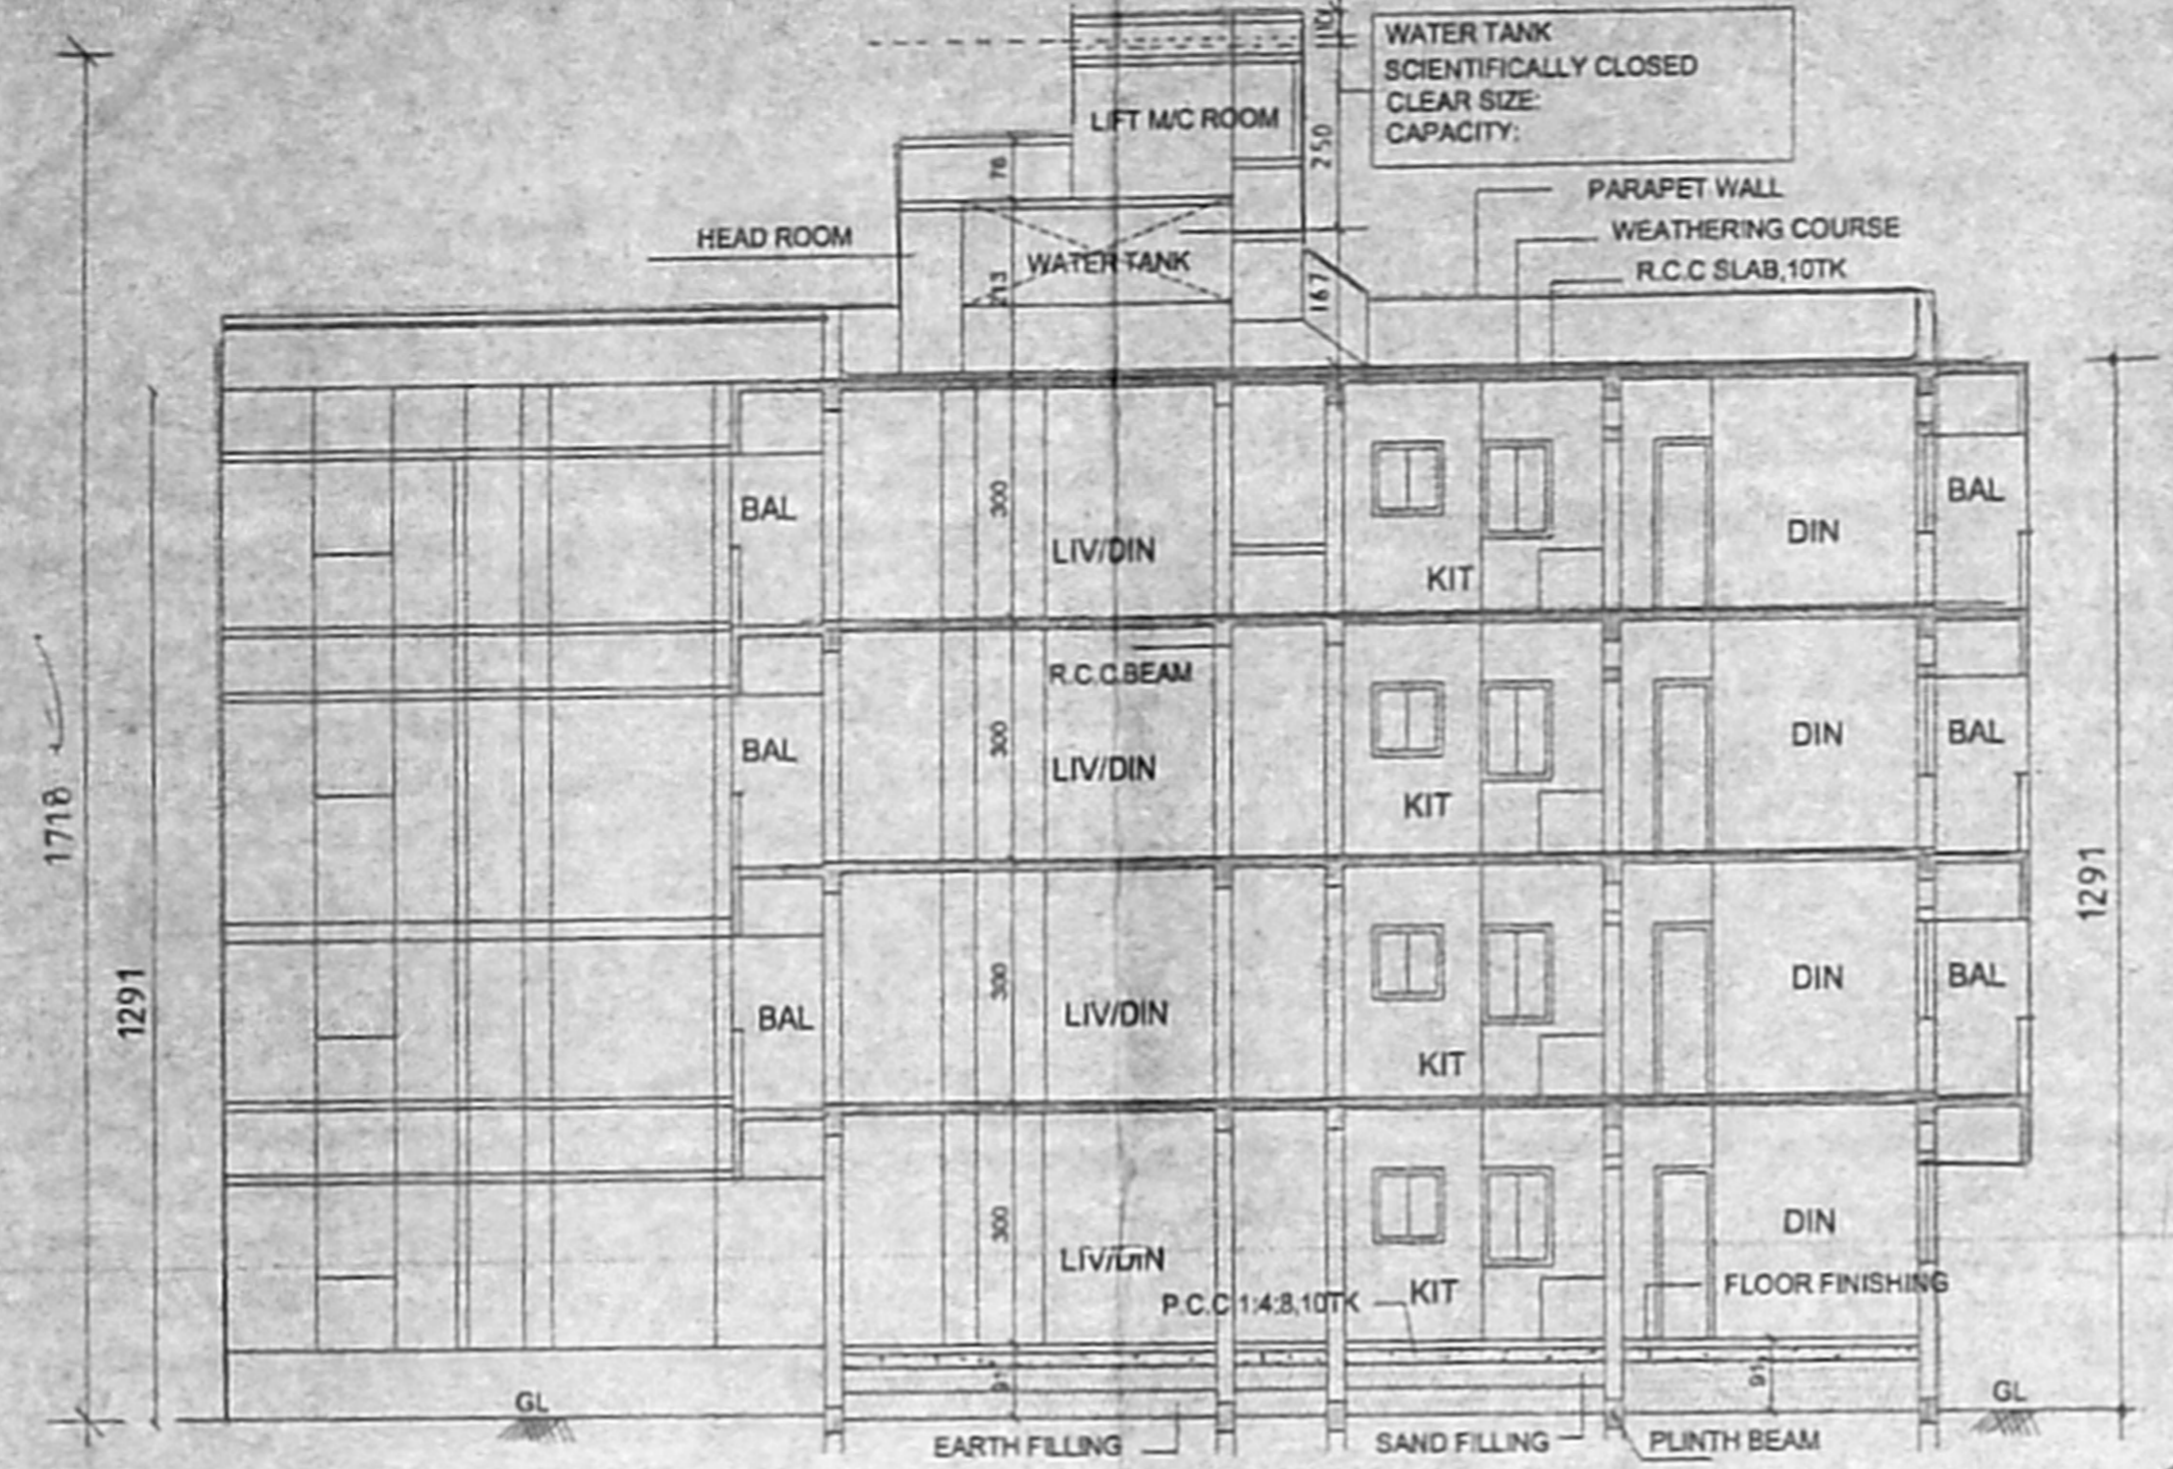 WATER TANK
SCIENTIFICALLY CLOSED
CLEAR SIZE:
CAPACITY:
LIFT M/C ROOM
250
78
PARAPET WALL
WEATHERING COURSE
R.C.C SLAB,10TK
HEAD ROOM
WATER TANK
213
167
BAL
300
LIV/DIN
KIT
DIN
BAL
R.C.C.BEAM
BAL
300
LIV/DIN
KIT
DIN
BAL
1718
1291
BAL
300
LIV/DIN
KIT
DIN
BAL
1291
300
LIV/DIN
KIT
DIN
P.C.C 1:4:8,10TK
FLOOR FINISHING
91
91
GL
GL
EARTH FILLING
SAND FILLING
PLINTH BEAM